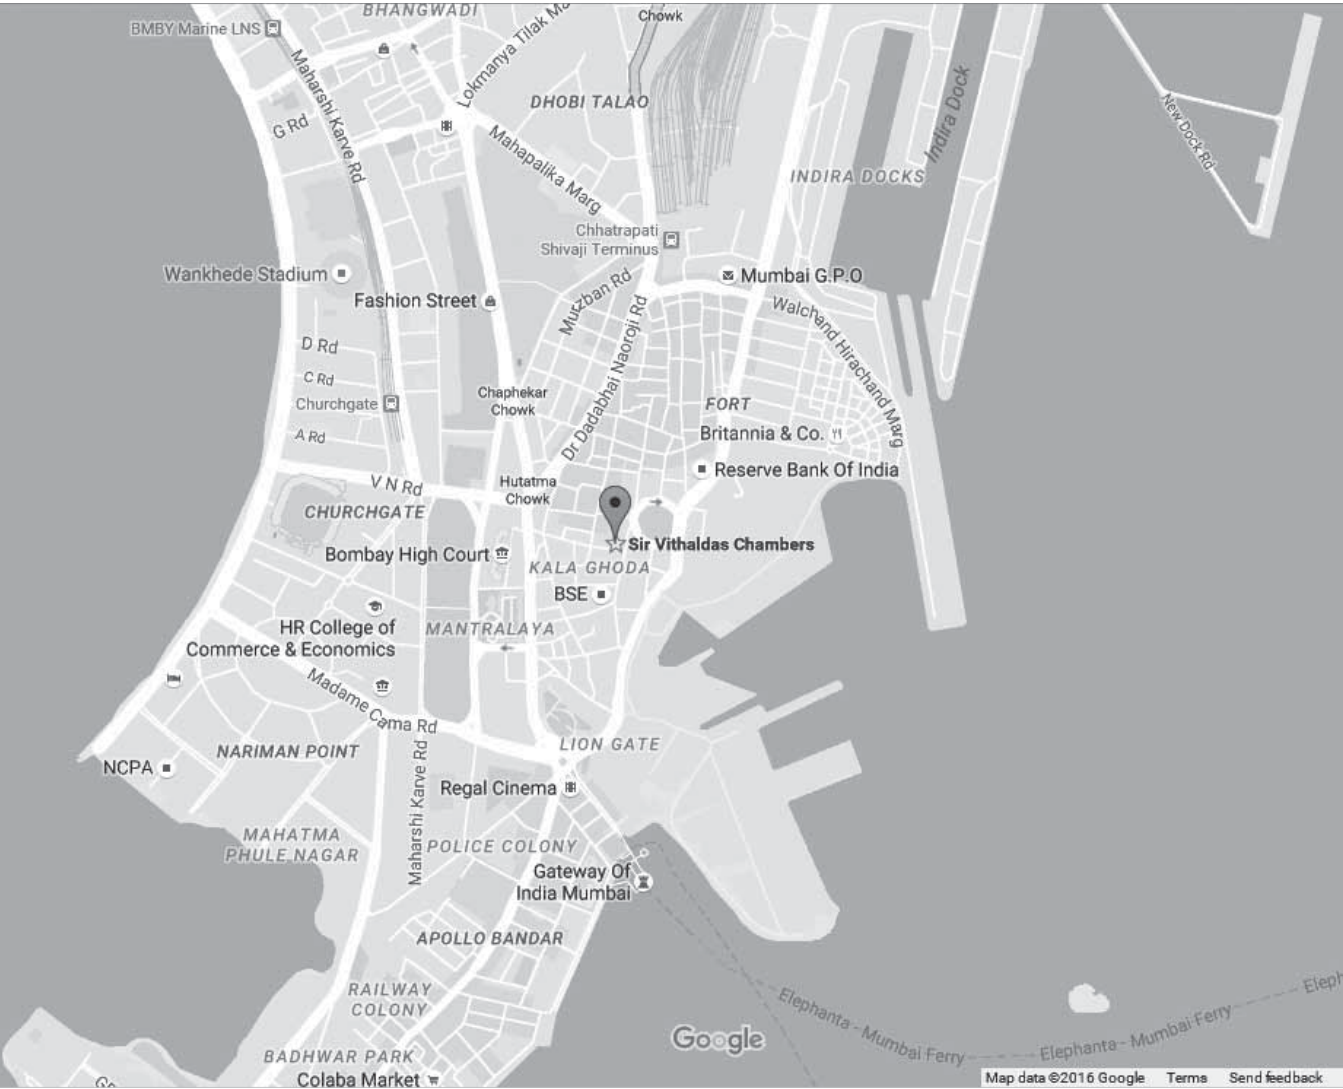 BHANGWADI
BMBY Marine LNS
Chowk
Lokmanya Tilak Ma
Maharshi Karve Rd
DHOBI TALAO
Indira Dock
New Dock Rd
G Rd
Mahapalika Marg
INDIRA DOCKS
Chhatrapati
Shivaji Terminus
Wankhede Stadium
Mumbai G.P.O
Fashion Street
Murzban Rd
Walchand Hirachand Marg
D Rd
C Rd
Dr Dadabhai Naoroji Rd
Chaphekar
Chowk
Churchgate
FORT
A Rd
Britannia & Co.
Reserve Bank Of India
V N Rd
Hutatma
Chowk
CHURCHGATE
Bombay High Court
Sir Vithaldas Chambers
KALA GHODA
BSE
HR College of
Commerce & Economics
MANTRALAYA
Madame Cama Rd
NARIMAN POINT
LION GATE
NCPA
Maharshi Karve Rd
Regal Cinema
MAHATMA
PHULE NAGAR
POLICE COLONY
Gateway Of
India Mumbai
APOLLO BANDAR
RAILWAY
COLONY
Elephanta - Mumbai Ferry
Elephanta - Mumbai Ferry
Eleph
Google
BADHWAR PARK
Colaba Market
Map data ©2016 Google Terms Send feedback